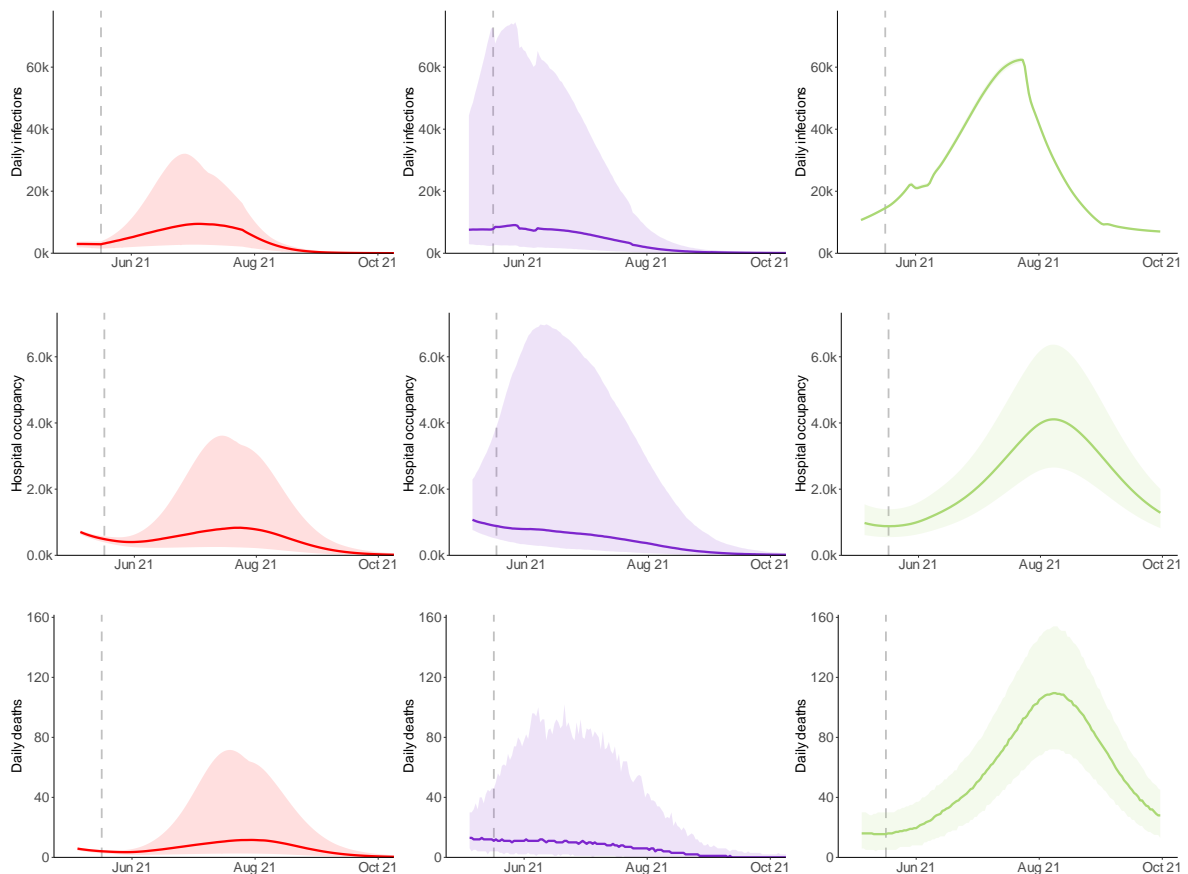 Daily infections
60k
40k
20k
0k
Jun 21 Aug 21 Oct 21
Daily infections
60k
40k
20k
0k
Jun 21 Aug 21 Oct 21
Daily infections
60k
40k
20k
0k
Jun 21 Aug 21 Oct 21
Hospital occupancy
6.0k
4.0k
2.0k
0.0k
Jun 21 Aug 21 Oct 21
Hospital occupancy
6.0k
4.0k
2.0k
0.0k
Jun 21 Aug 21 Oct 21
Hospital occupancy
6.0k
4.0k
2.0k
0.0k
Jun 21 Aug 21 Oct 21
Daily deaths
160
120
80
40
0
Jun 21 Aug 21 Oct 21
Daily deaths
160
120
80
40
0
Jun 21 Aug 21 Oct 21
Daily deaths
160
120
80
40
0
Jun 21 Aug 21 Oct 21